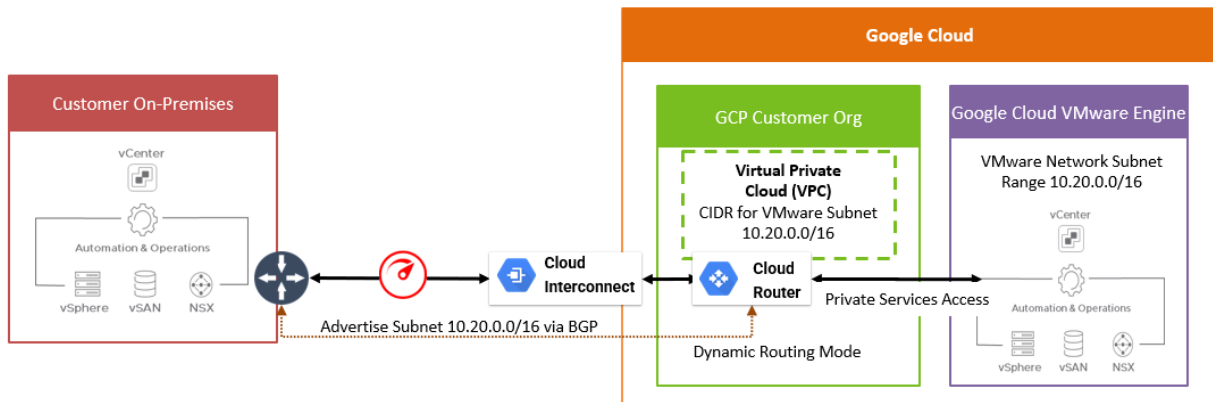 Google Cloud
Customer On-Premises
GCP Customer Org
Google Cloud VMware Engine
vCenter
Automation & Operations
vSphere
vSAN
NSX
Cloud
Interconnect
Advertise Subnet 10.20.0.0/16 via BGP
Virtual Private
Cloud (VPC)
CIDR for VMware Subnet
10.20.0.0/16
Cloud
Router
Dynamic Routing Mode
Private Services Access
VMware Network Subnet
Range 10.20.0.0/16
vCenter
Automation & Operations
vSphere
vSAN
NSX